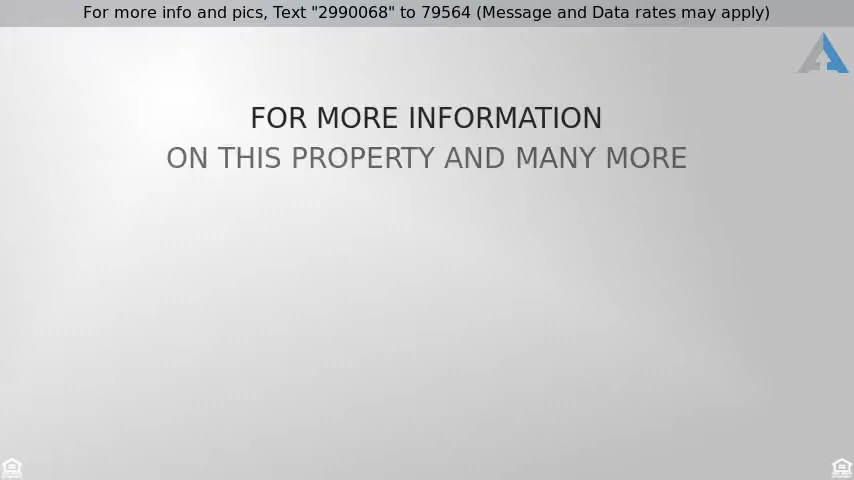 For more info and pics, Text "2990068" to 79564 (Message and Data rates may apply)
FOR MORE INFORMATION
ON THIS PROPERTY AND MANY MORE